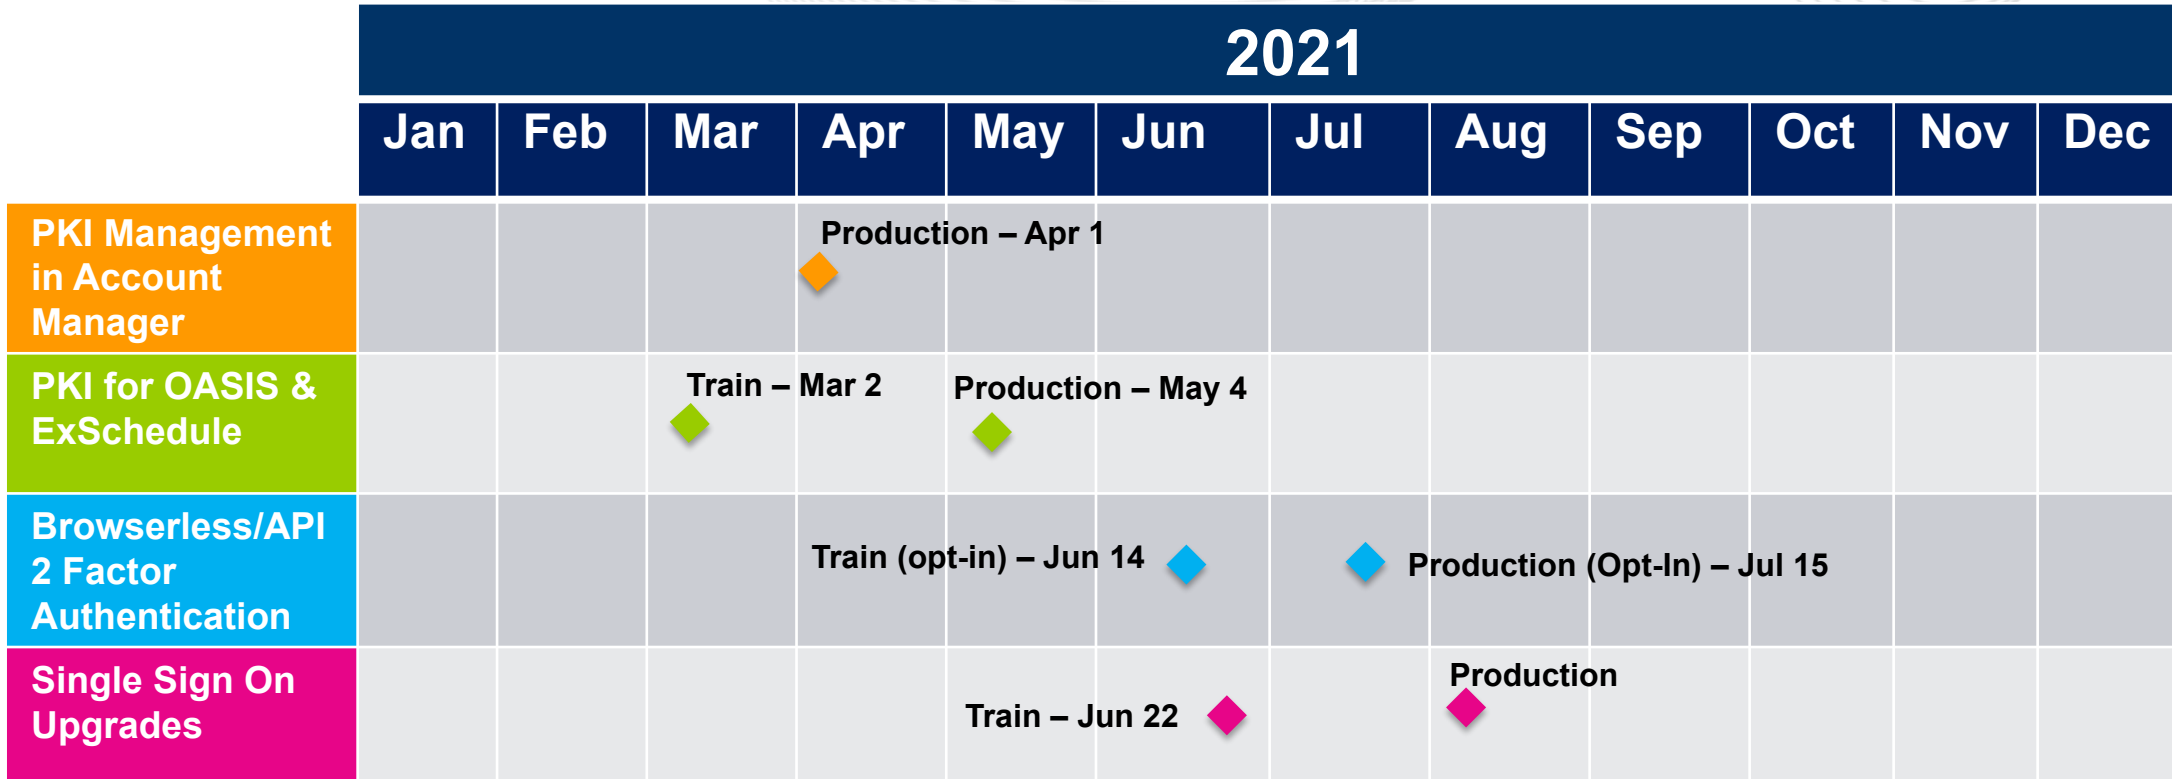 2021
Jan Feb Mar Apr May Jun Jul Aug Sep Oct Nov Dec
PKI Management
in Account
Manager
Production – Apr 1
PKI for OASIS &
ExSchedule
Train – Mar 2
Production – May 4
Browserless/API
2 Factor
Authentication
Train (opt-in) – Jun 14
Production (Opt-In) – Jul 15
Single Sign On
Upgrades
Train – Jun 22
Production